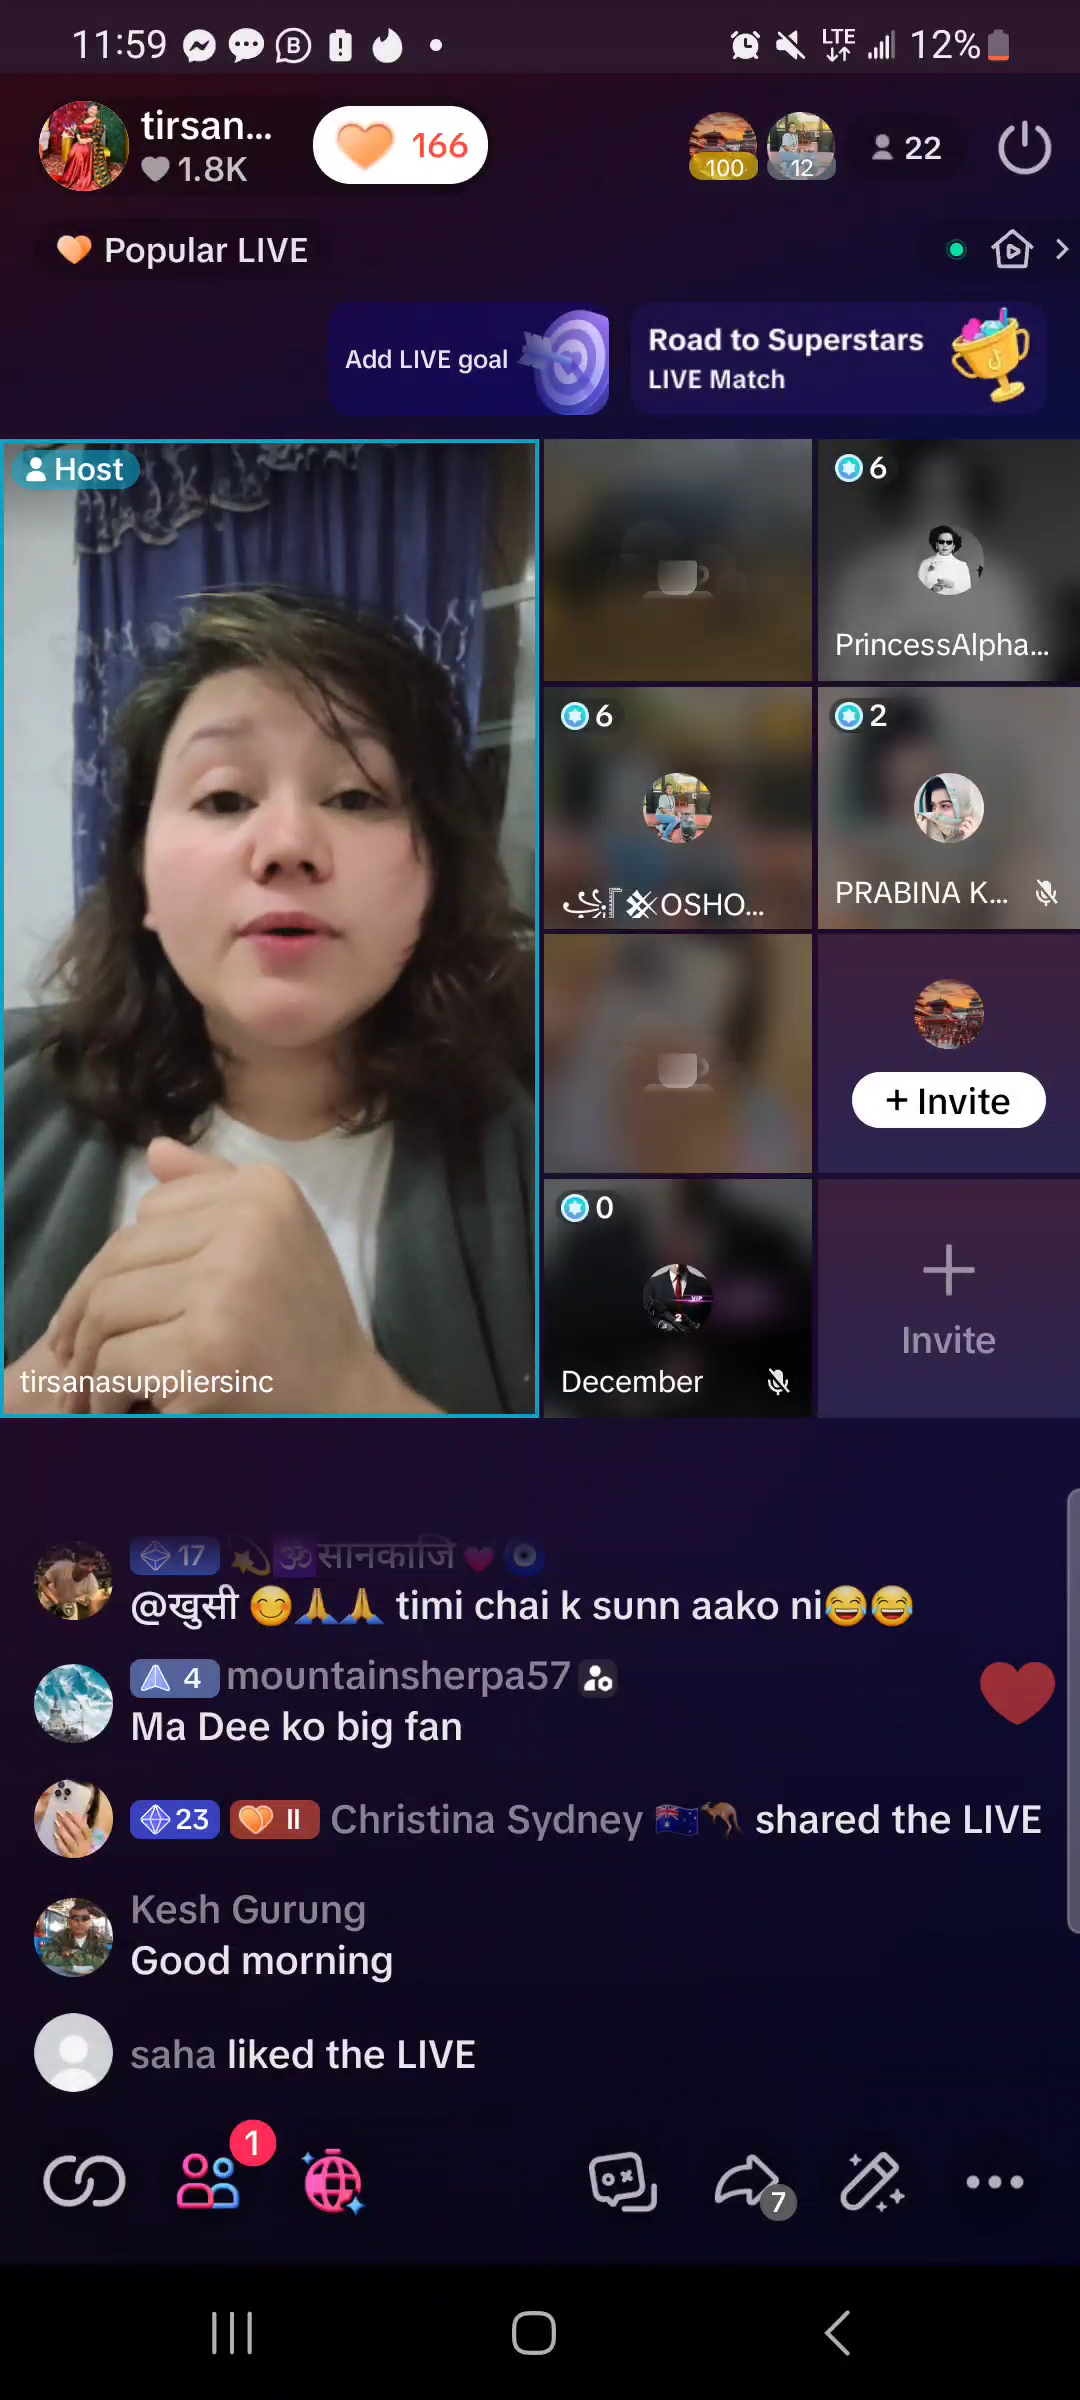 11:59
LTE
12%
tirsan...
1.8K
166
100
12
22
Popular LIVE
Add LIVE goal
Road to Superstars
LIVE Match
Host
6
PrincessAlpha...
6
OSHO...
2
PRABINA K...
+ Invite
0
VIP
2
December
Invite
tirsanasuppliersinc
17 ॐ सानकाजि
@खुसी 😊🙏🙏 timi chai k sunn aako ni😂😂
4 mountainsherpa57
Ma Dee ko big fan
23 II Christina Sydney 🇦🇺🦘 shared the LIVE
Kesh Gurung
Good morning
saha liked the LIVE
1
7